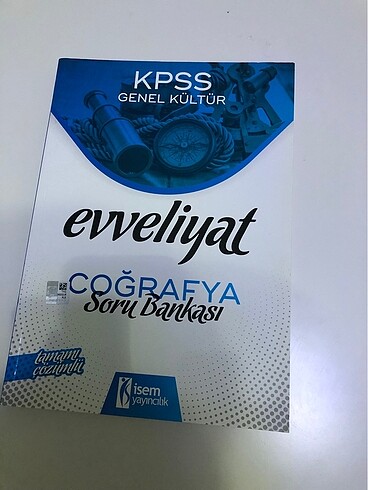 KPSS
GENEL KÜLTÜR
evveliyat
COĞRAFYA
Soru Bankası
tamamı
çözümlü
isem
yayıncılık